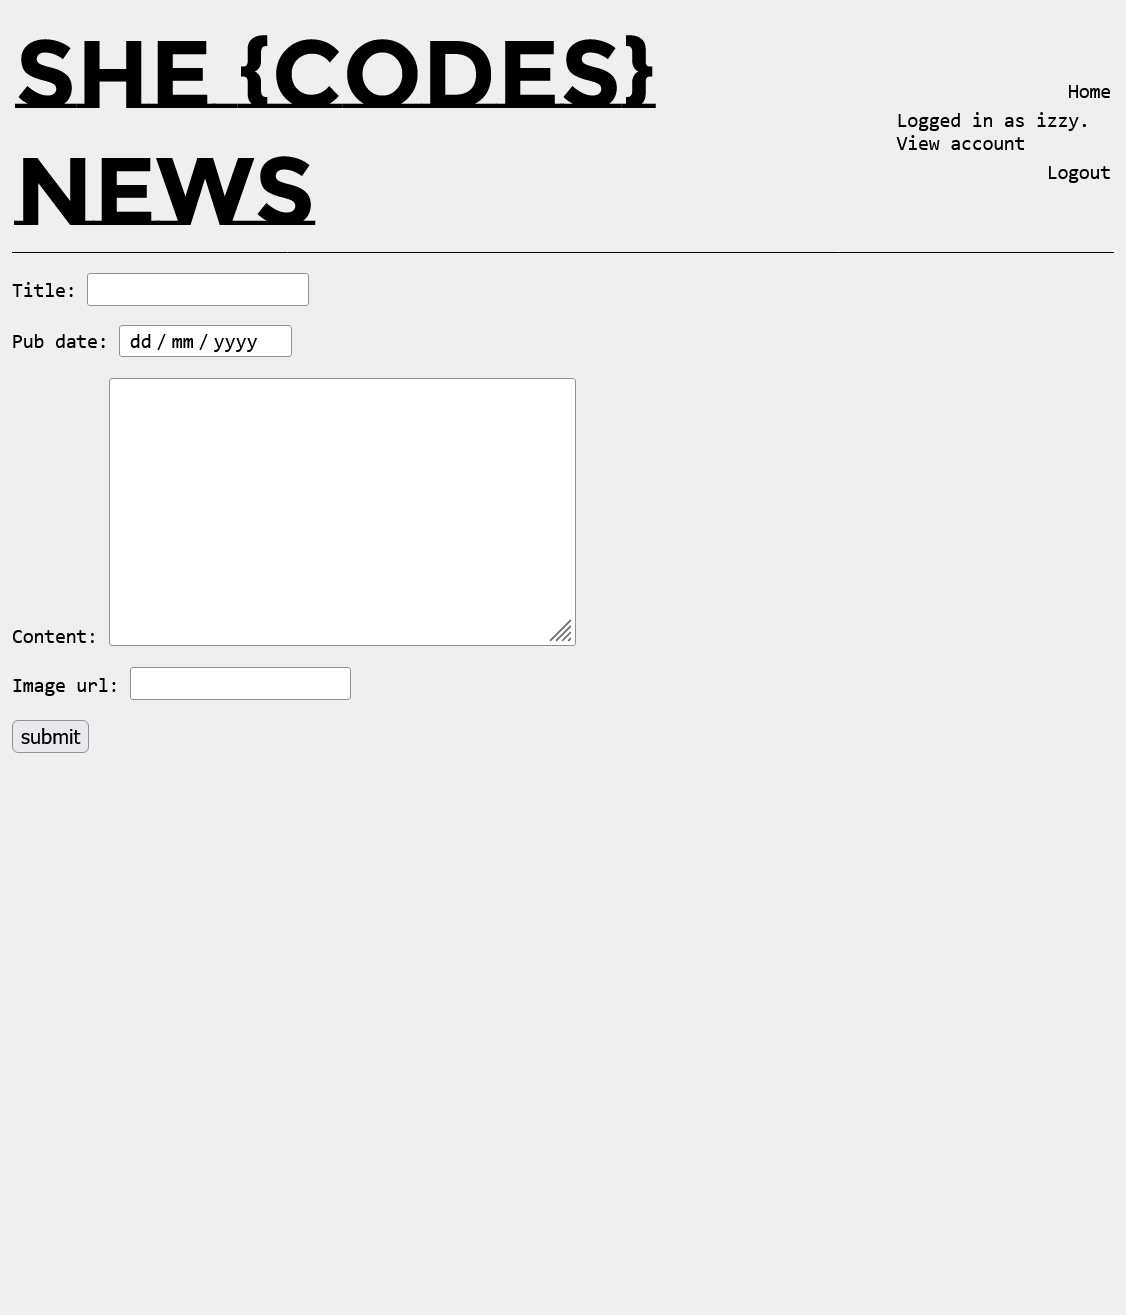 SHE {CODES}
NEWS
Home
Logged in as izzy.
View account
Logout
Title:
Pub date: dd / mm / yyyy
Content:
Image url:
submit